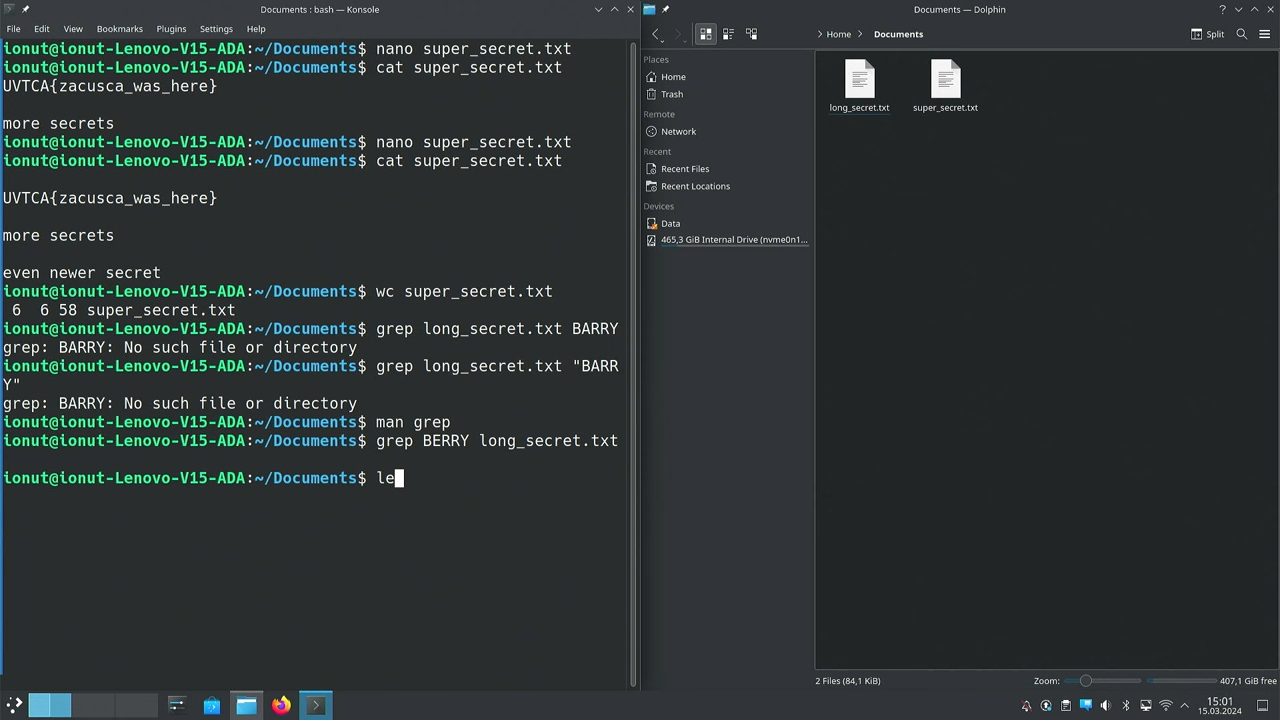 Documents : bash — Konsole
File Edit View Bookmarks Plugins Settings Help
ionut@ionut-Lenovo-V15-ADA:~/Documents$ nano super_secret.txt
ionut@ionut-Lenovo-V15-ADA:~/Documents$ cat super_secret.txt
UVTCA{zacusca_was_here}
more secrets
ionut@ionut-Lenovo-V15-ADA:~/Documents$ nano super_secret.txt
ionut@ionut-Lenovo-V15-ADA:~/Documents$ cat super_secret.txt
UVTCA{zacusca_was_here}
more secrets
even newer secret
ionut@ionut-Lenovo-V15-ADA:~/Documents$ wc super_secret.txt
6 6 58 super_secret.txt
ionut@ionut-Lenovo-V15-ADA:~/Documents$ grep long_secret.txt BARRY
grep: BARRY: No such file or directory
ionut@ionut-Lenovo-V15-ADA:~/Documents$ grep long_secret.txt "BARR
Y"
grep: BARRY: No such file or directory
ionut@ionut-Lenovo-V15-ADA:~/Documents$ man grep
ionut@ionut-Lenovo-V15-ADA:~/Documents$ grep BERRY long_secret.txt
ionut@ionut-Lenovo-V15-ADA:~/Documents$ le
Documents — Dolphin
Home Documents
Split
Places
Home
Trash
Remote
Network
Recent
Recent Files
Recent Locations
Devices
Data
465,3 GiB Internal Drive (nvme0n1...
long_secret.txt
super_secret.txt
2 Files (84,1 KiB)
Zoom:
407,1 GiB free
15:01
15.03.2024